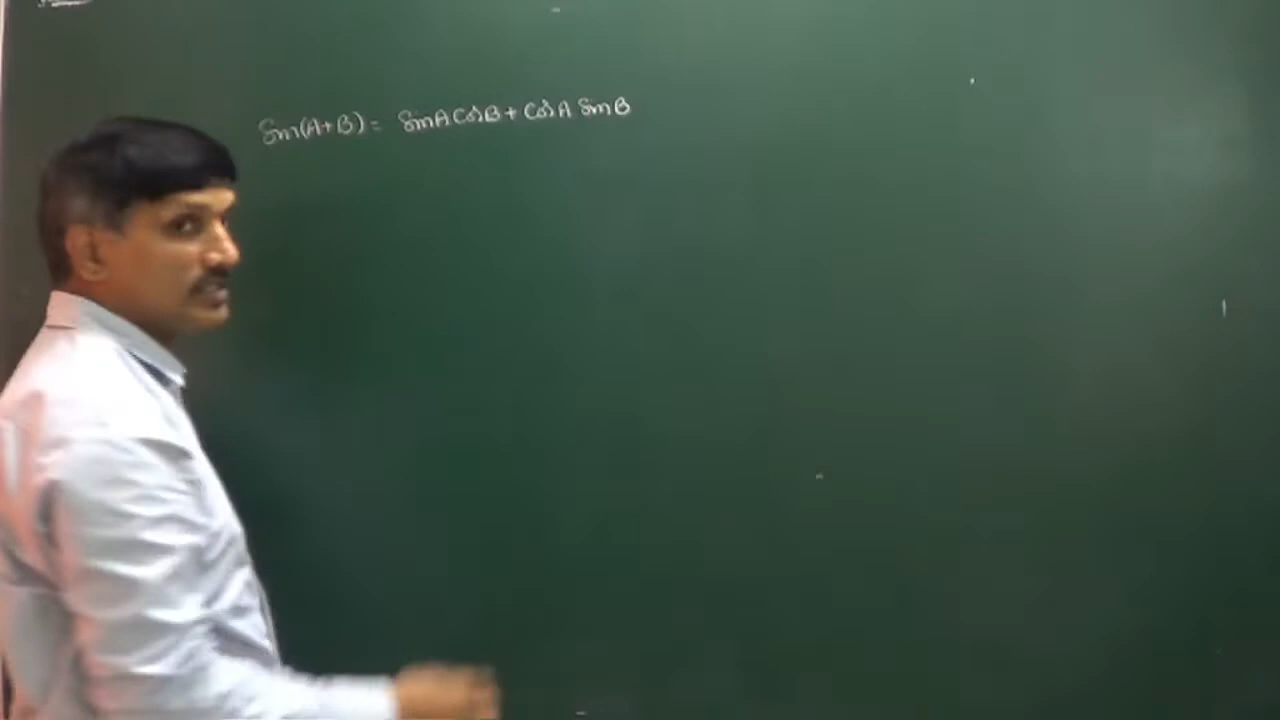 Sin(A+B) = SinA CosB + CosA SinB